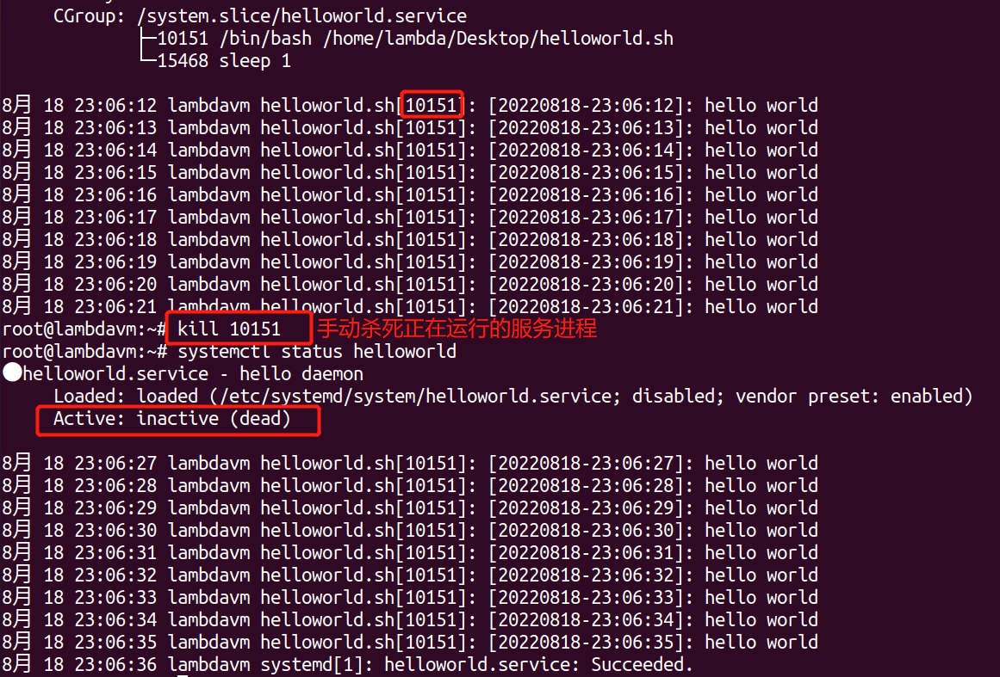 CGroup: /system.slice/helloworld.service
├─10151 /bin/bash /home/lambda/Desktop/helloworld.sh
└─15468 sleep 1
8月 18 23:06:12 lambdavm helloworld.sh[10151]: [20220818-23:06:12]: hello world
8月 18 23:06:13 lambdavm helloworld.sh[10151]: [20220818-23:06:13]: hello world
8月 18 23:06:14 lambdavm helloworld.sh[10151]: [20220818-23:06:14]: hello world
8月 18 23:06:15 lambdavm helloworld.sh[10151]: [20220818-23:06:15]: hello world
8月 18 23:06:16 lambdavm helloworld.sh[10151]: [20220818-23:06:16]: hello world
8月 18 23:06:17 lambdavm helloworld.sh[10151]: [20220818-23:06:17]: hello world
8月 18 23:06:18 lambdavm helloworld.sh[10151]: [20220818-23:06:18]: hello world
8月 18 23:06:19 lambdavm helloworld.sh[10151]: [20220818-23:06:19]: hello world
8月 18 23:06:20 lambdavm helloworld.sh[10151]: [20220818-23:06:20]: hello world
8月 18 23:06:21 lambdavm helloworld.sh[10151]: [20220818-23:06:21]: hello world
root@lambdavm:~# kill 10151 手动杀死正在运行的服务进程
root@lambdavm:~# systemctl status helloworld
●helloworld.service - hello daemon
Loaded: loaded (/etc/systemd/system/helloworld.service; disabled; vendor preset: enabled)
Active: inactive (dead)
8月 18 23:06:27 lambdavm helloworld.sh[10151]: [20220818-23:06:27]: hello world
8月 18 23:06:28 lambdavm helloworld.sh[10151]: [20220818-23:06:28]: hello world
8月 18 23:06:29 lambdavm helloworld.sh[10151]: [20220818-23:06:29]: hello world
8月 18 23:06:30 lambdavm helloworld.sh[10151]: [20220818-23:06:30]: hello world
8月 18 23:06:31 lambdavm helloworld.sh[10151]: [20220818-23:06:31]: hello world
8月 18 23:06:32 lambdavm helloworld.sh[10151]: [20220818-23:06:32]: hello world
8月 18 23:06:33 lambdavm helloworld.sh[10151]: [20220818-23:06:33]: hello world
8月 18 23:06:34 lambdavm helloworld.sh[10151]: [20220818-23:06:34]: hello world
8月 18 23:06:35 lambdavm helloworld.sh[10151]: [20220818-23:06:35]: hello world
8月 18 23:06:36 lambdavm systemd[1]: helloworld.service: Succeeded.